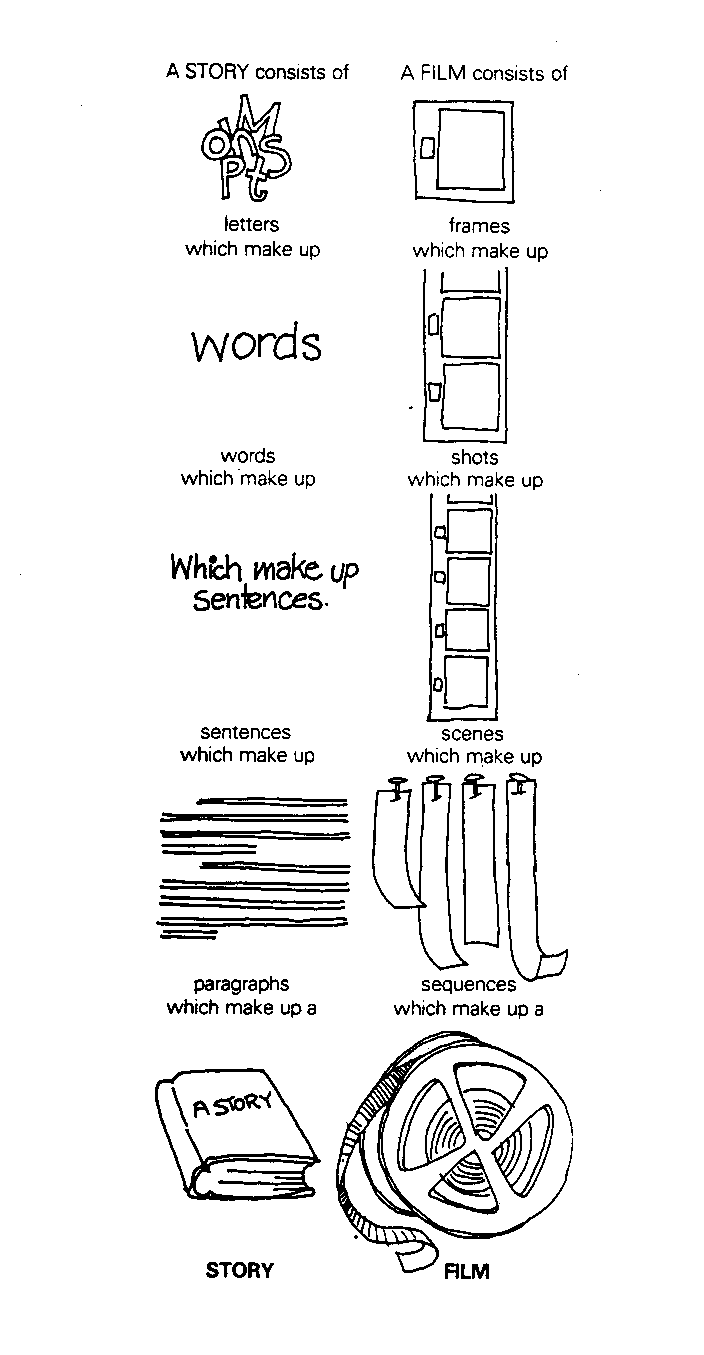 A STORY consists of
A FILM consists of
M
d n s
p t
letters
which make up
frames
which make up
words
words
which make up
shots
which make up
Which make up
sentences.
sentences
which make up
scenes
which make up
paragraphs
which make up a
sequences
which make up a
A STORY
STORY
FILM